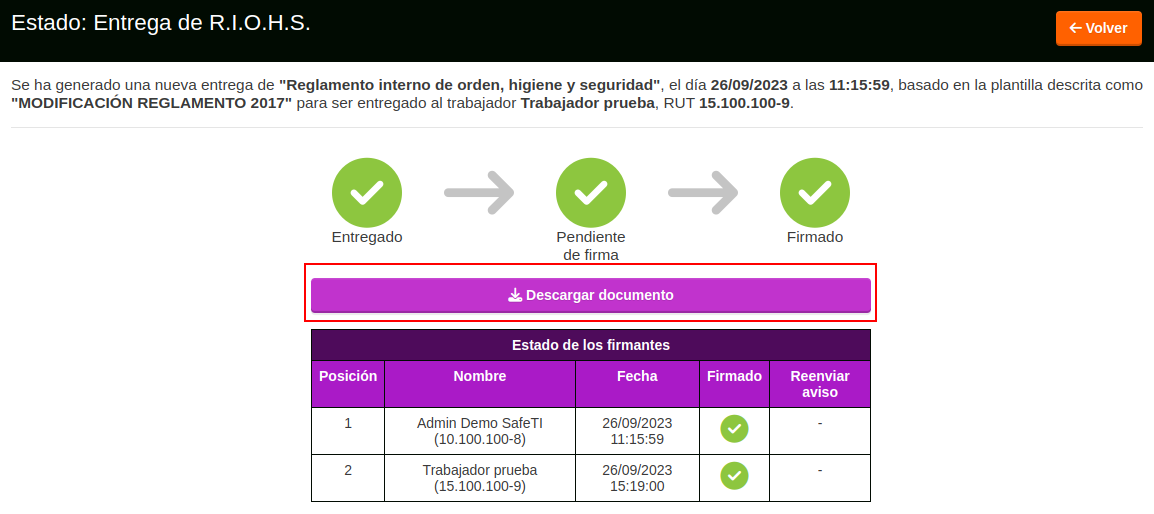 Estado: Entrega de R.I.O.H.S.
Volver
Se ha generado una nueva entrega de "Reglamento interno de orden, higiene y seguridad", el día 26/09/2023 a las 11:15:59, basado en la plantilla descrita como
"MODIFICACIÓN REGLAMENTO 2017" para ser entregado al trabajador Trabajador prueba, RUT 15.100.100-9.
Entregado
Pendiente
de firma
Firmado
Descargar documento
Estado de los firmantes
Posición Nombre Fecha Firmado Reenviar
aviso
1 Admin Demo SafeTI 26/09/2023 -
(10.100.100-8) 11:15:59
2 Trabajador prueba 26/09/2023 -
(15.100.100-9) 15:19:00